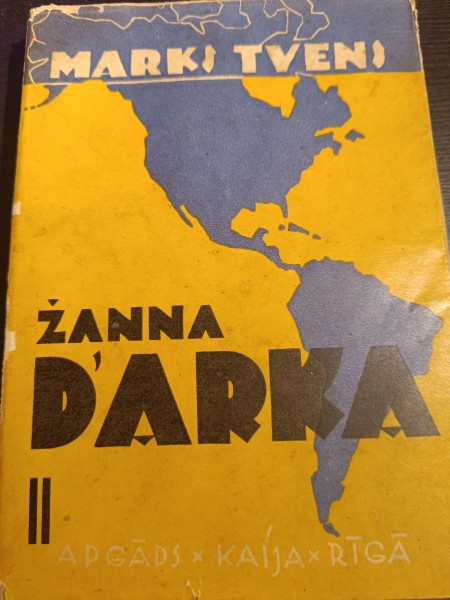 MARKS TVENS
ŽANNA
D'ARKA
II
APGĀDS × KAIJA × RĪGĀ